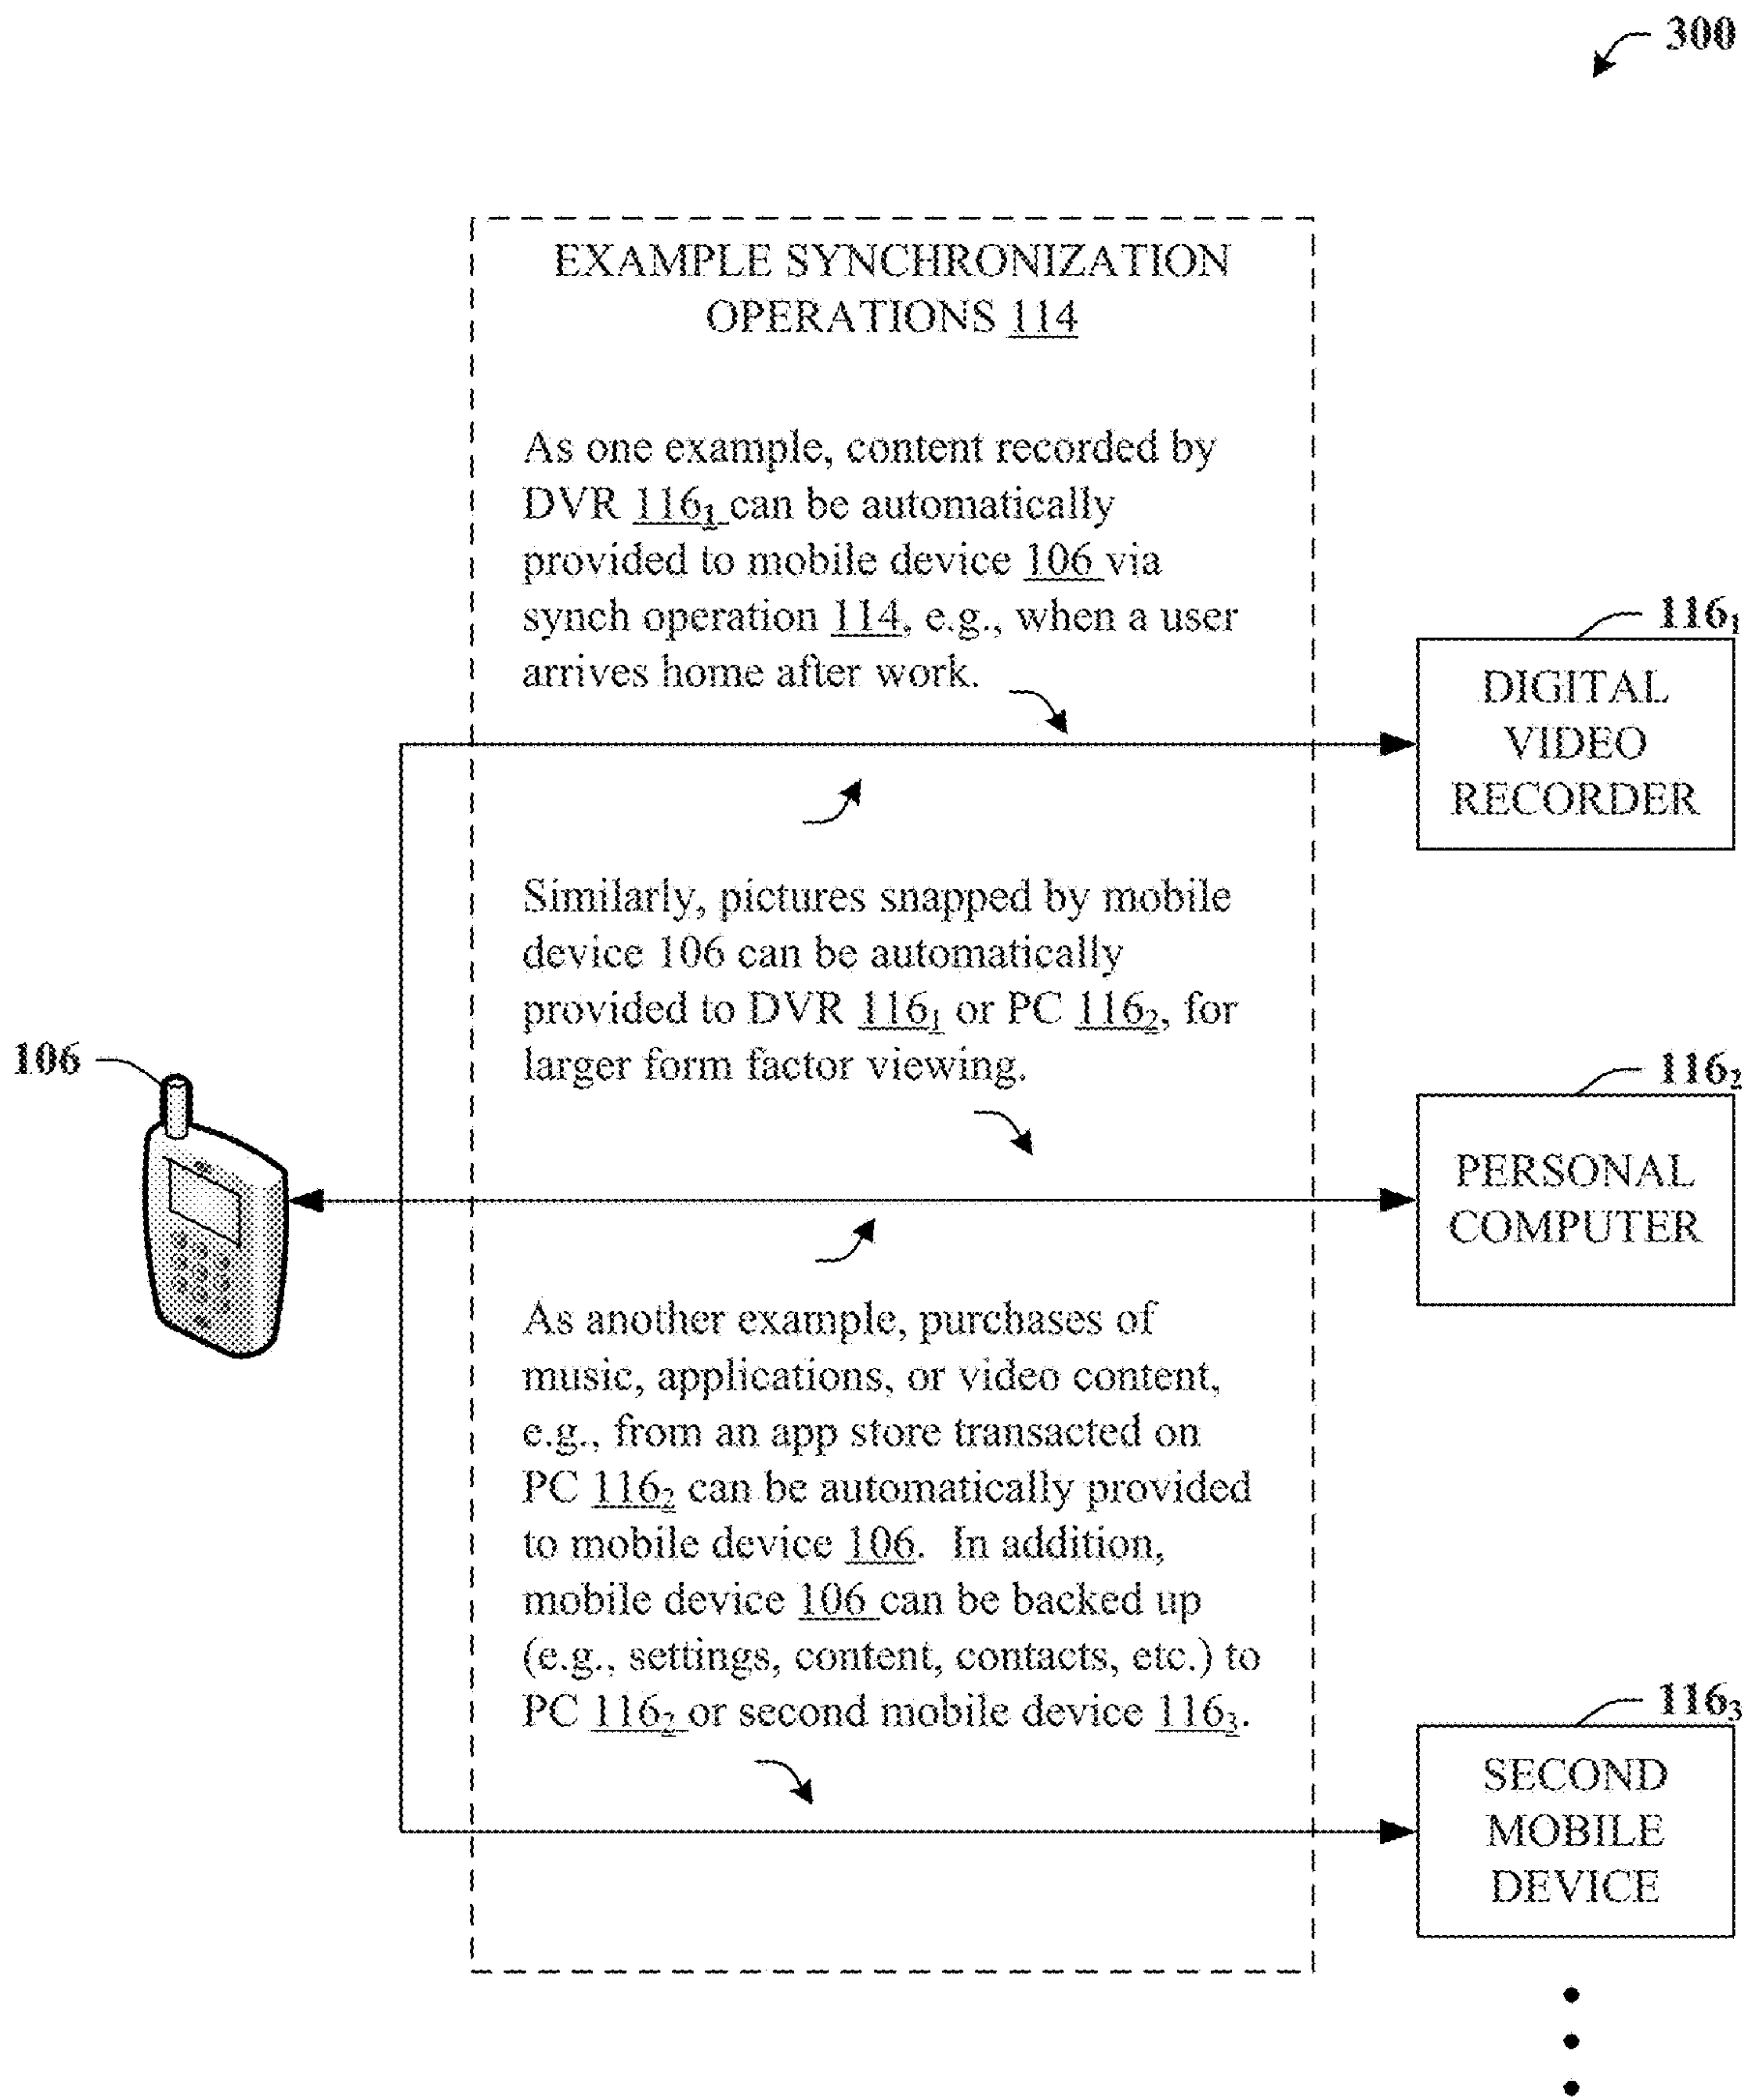 300
EXAMPLE SYNCHRONIZATION
OPERATIONS 114
As one example, content recorded by
DVR 116₁ can be automatically
provided to mobile device 106 via
synch operation 114, e.g., when a user
arrives home after work.
116₁
DIGITAL
VIDEO
RECORDER
Similarly, pictures snapped by mobile
device 106 can be automatically
provided to DVR 116₁ or PC 116₂, for
larger form factor viewing.
106
116₂
PERSONAL
COMPUTER
As another example, purchases of
music, applications, or video content,
e.g., from an app store transacted on
PC 116₂ can be automatically provided
to mobile device 106. In addition,
mobile device 106 can be backed up
(e.g., settings, content, contacts, etc.) to
PC 116₂ or second mobile device 116₃.
116₃
SECOND
MOBILE
DEVICE